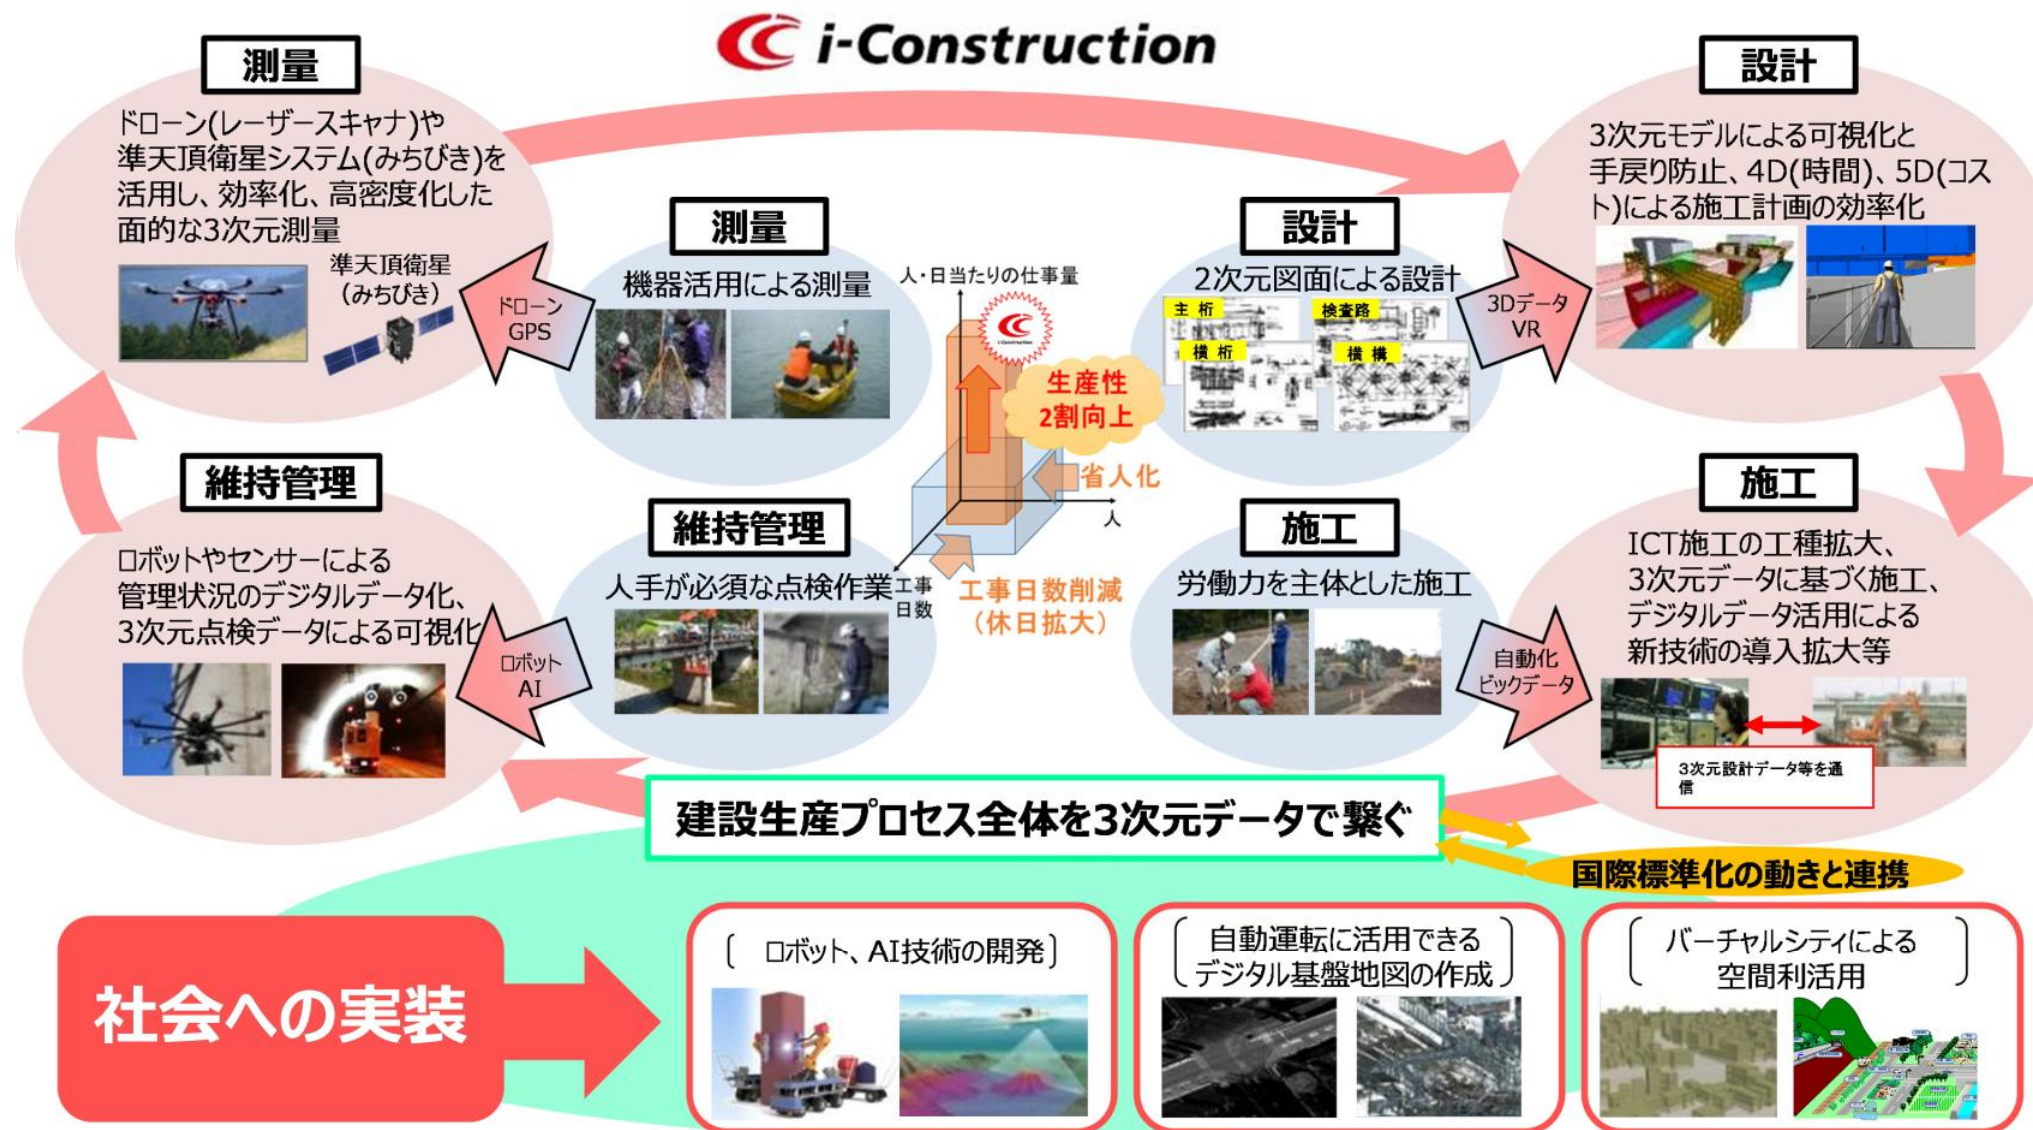 i-Construction
測量
ドローン(レーザースキャナ)や
準天頂衛星システム(みちびき)を
活用し、効率化、高密度化した
面的な3次元測量
準天頂衛星
（みちびき）
ドローン
GPS
測量
機器活用による測量
人・日当たりの仕事量
i-Construction
生産性
2割向上
省人化
人
工事
日数
工事日数削減
（休日拡大）
設計
2次元図面による設計
主 桁
検査路
横 桁
横 構
3Dデータ
VR
設計
3次元モデルによる可視化と
手戻り防止、4D(時間)、5D(コス
ト)による施工計画の効率化
維持管理
ロボットやセンサーによる
管理状況のデジタルデータ化、
3次元点検データによる可視化
ロボット
AI
維持管理
人手が必須な点検作業
施工
労働力を主体とした施工
自動化
ビックデータ
施工
ICT施工の工種拡大、
3次元データに基づく施工、
デジタルデータ活用による
新技術の導入拡大等
3次元設計データ等を通
信
建設生産プロセス全体を3次元データで繋ぐ
国際標準化の動きと連携
社会への実装
〔 ロボット、AI技術の開発〕
自動運転に活用できる
デジタル基盤地図の作成
バーチャルシティによる
空間利活用